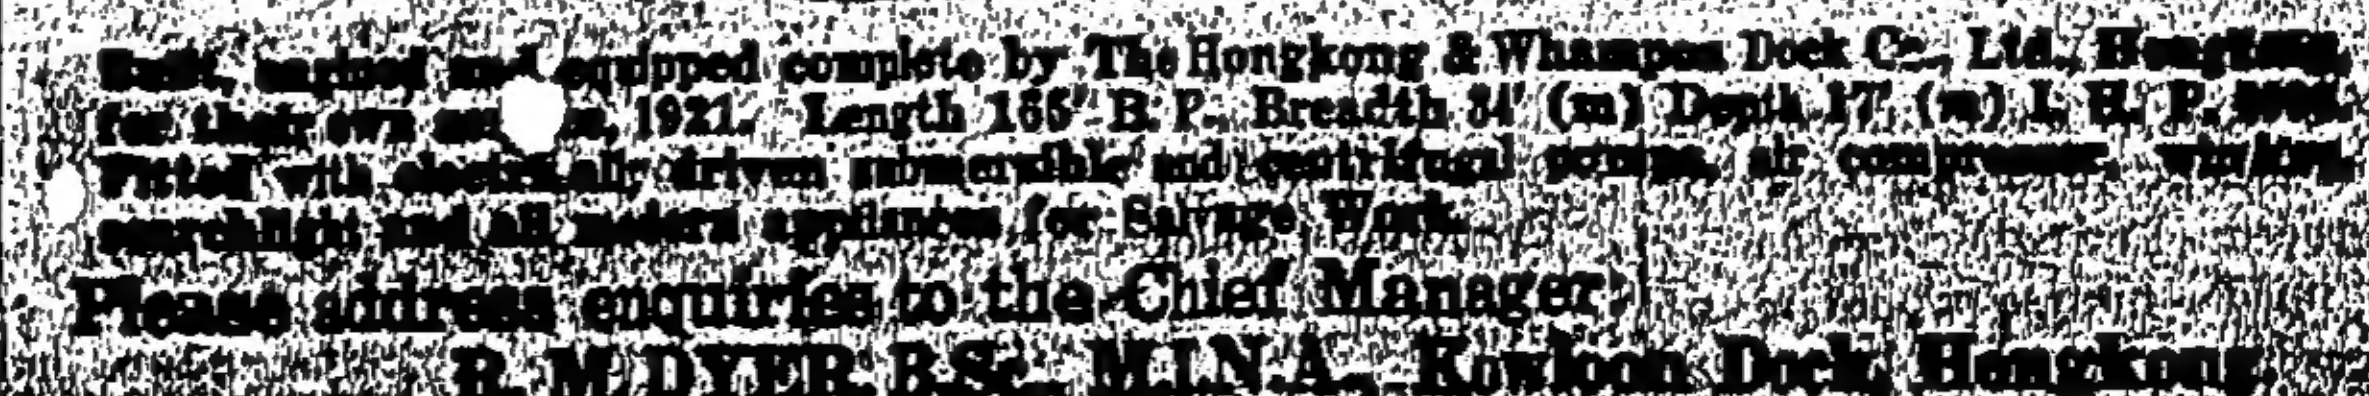 Built, and equipped complete by The Hongkong & Whampoa Dock Co., Ltd., Hongkong,
for their own 1921. Length 166' B. P. Breadth 34' (m) Depth 17' (m) I. H. P.
Fitted with electrically driven submersible and centrifugal pumps, air compressor,
searchlight and all modern appliances for Salvage Work.
Please address enquiries to the Chief Manager
R. M. DYER, B.Sc., M.I.N.A., Kowloon Dock, Hongkong.